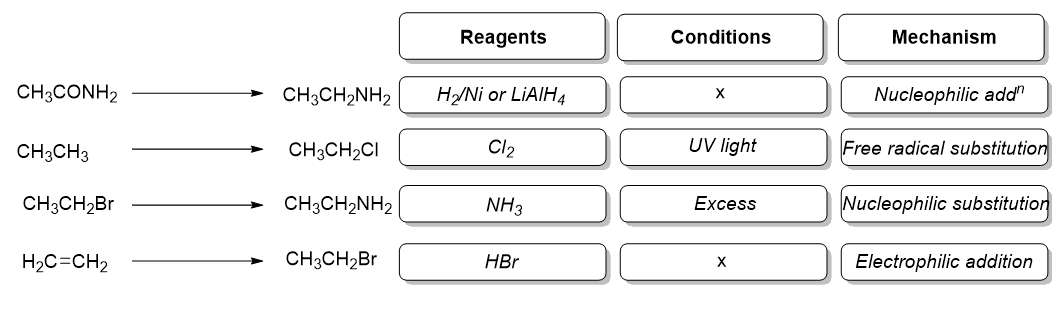 Reagents Conditions Mechanism
CH₃CONH₂ CH₃CH₂NH₂ H₂/Ni or LiAlH₄ x Nucleophilic addⁿ
CH₃CH₃ CH₃CH₂Cl Cl₂ UV light Free radical substitution
CH₃CH₂Br CH₃CH₂NH₂ NH₃ Excess Nucleophilic substitution
H₂C=CH₂ CH₃CH₂Br HBr x Electrophilic addition